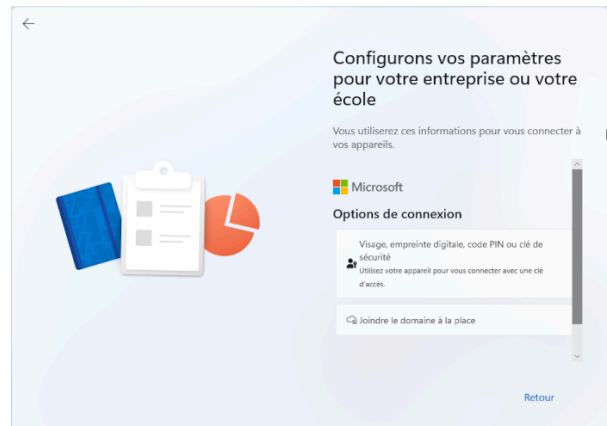 Configurons vos paramètres
pour votre entreprise ou votre
école
Vous utiliserez ces informations pour vous connecter à
vos appareils.
Microsoft
Options de connexion
Visage, empreinte digitale, code PIN ou clé de
sécurité
Utilisez votre appareil pour vous connecter avec une clé
d'accès.
Joindre le domaine à la place
Retour